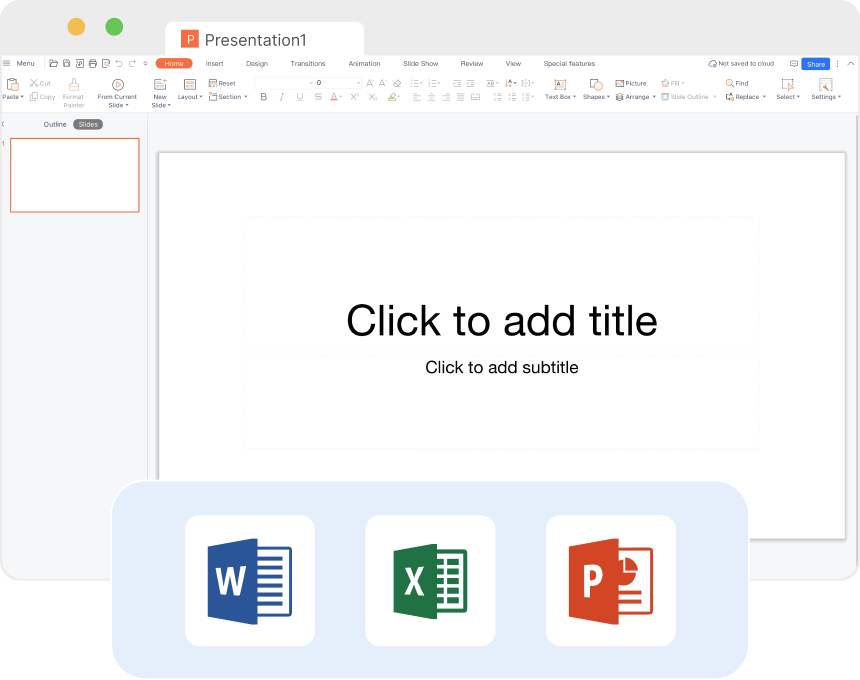 P Presentation1
Menu Home Insert Design Transitions Animation Slide Show Review View Special features Not saved to cloud Share
Cut Reset 0 Picture Fill Find
Paste Copy Format Painter From Current Slide New Slide Layout Section B I U S A X² X₂ Text Box Shapes Arrange Slide Outline Replace Select Settings
Outline Slides
1
Click to add title
Click to add subtitle
W X P